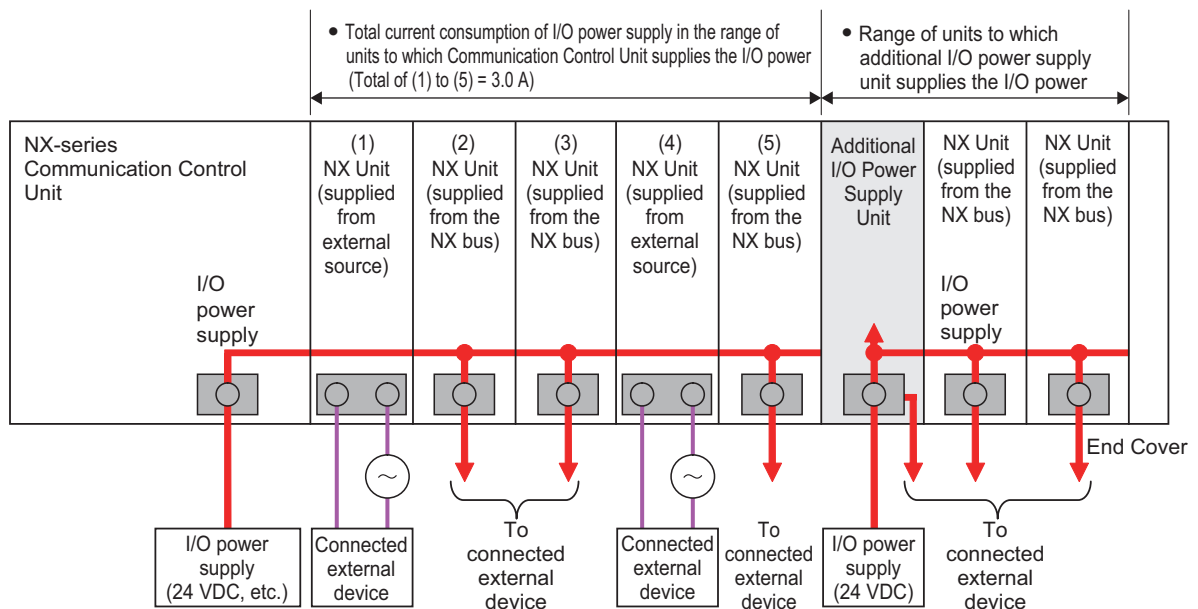 • Total current consumption of I/O power supply in the range of
units to which Communication Control Unit supplies the I/O power
(Total of (1) to (5) = 3.0 A)
• Range of units to which
additional I/O power supply
unit supplies the I/O power
NX-series
Communication Control
Unit
(1)
NX Unit
(supplied
from
external
source)
(2)
NX Unit
(supplied
from the
NX bus)
(3)
NX Unit
(supplied
from the
NX bus)
(4)
NX Unit
(supplied
from
external
source)
(5)
NX Unit
(supplied
from the
NX bus)
Additional
I/O Power
Supply
Unit
NX Unit
(supplied
from the
NX bus)
NX Unit
(supplied
from the
NX bus)
I/O
power
supply
I/O
power
supply
End Cover
I/O power
supply
(24 VDC, etc.)
Connected
external
device
To
connected
external
device
Connected
external
device
To
connected
external
device
I/O power
supply
(24 VDC)
To
connected
external
device